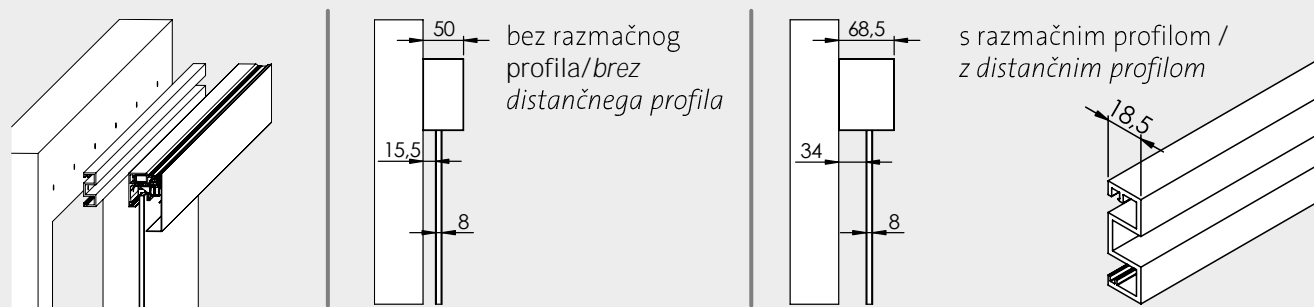 50
bez razmačnog
profila/brez
distančnega profila
15,5
8
68,5
s razmačnim profilom /
z distančnim profilom
34
8
18,5